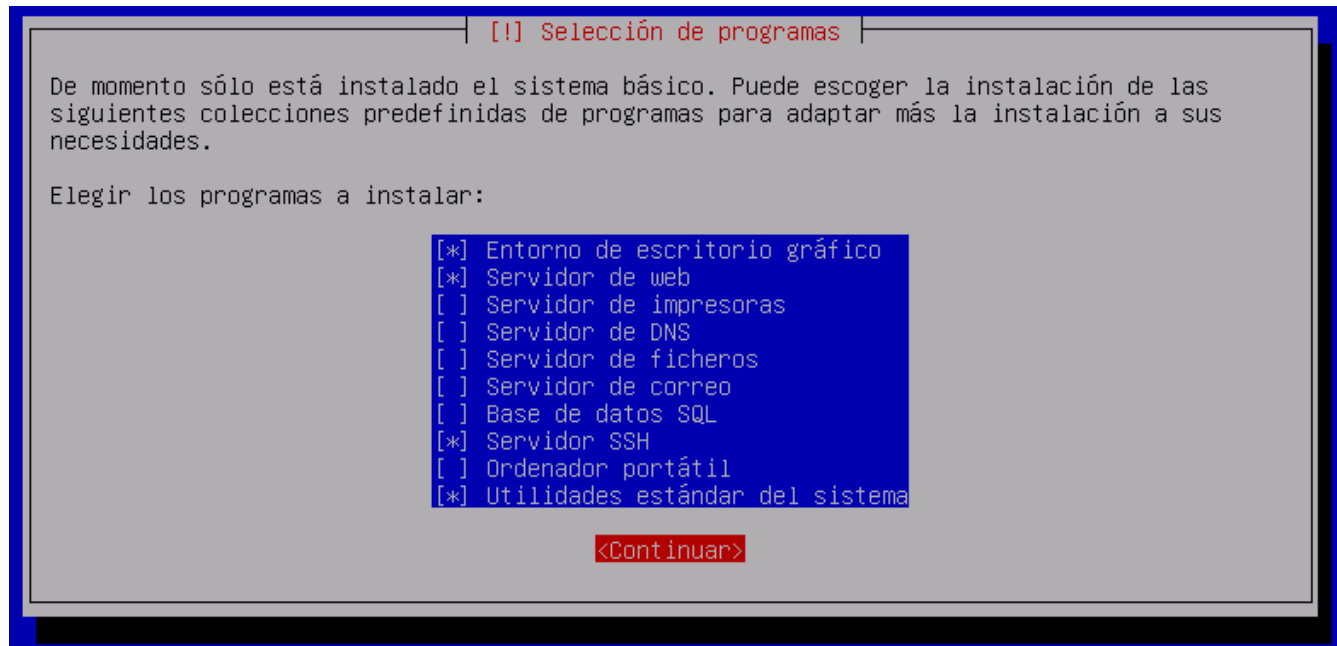 [!] Selección de programas
De momento sólo está instalado el sistema básico. Puede escoger la instalación de las
siguientes colecciones predefinidas de programas para adaptar más la instalación a sus
necesidades.
Elegir los programas a instalar:
[*] Entorno de escritorio gráfico
[*] Servidor de web
[ ] Servidor de impresoras
[ ] Servidor de DNS
[ ] Servidor de ficheros
[ ] Servidor de correo
[ ] Base de datos SQL
[*] Servidor SSH
[ ] Ordenador portátil
[*] Utilidades estándar del sistema
<Continuar>